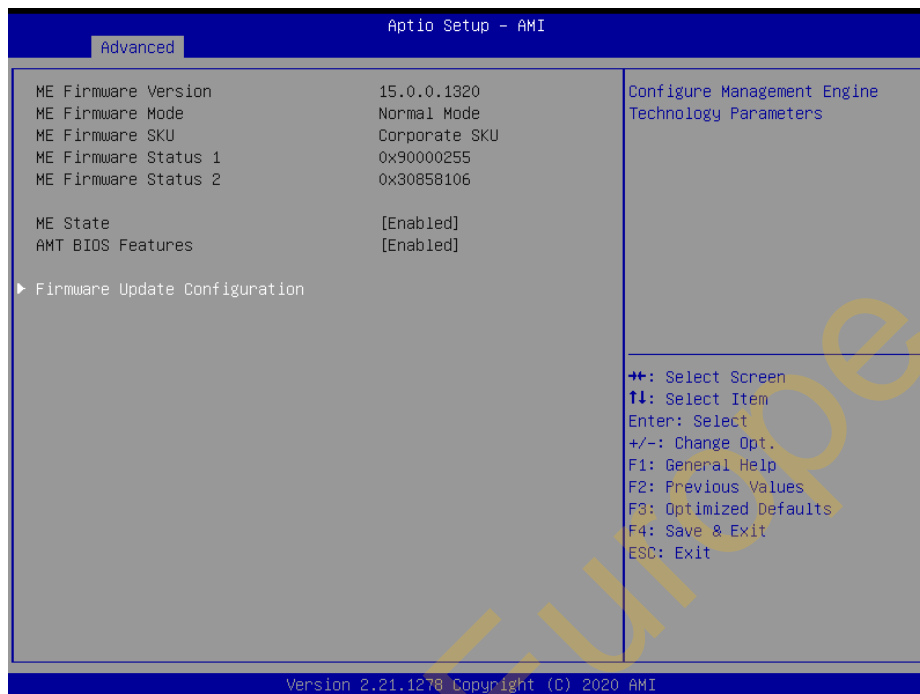 Aptio Setup – AMI
Advanced
ME Firmware Version 15.0.0.1320
ME Firmware Mode Normal Mode
ME Firmware SKU Corporate SKU
ME Firmware Status 1 0x90000255
ME Firmware Status 2 0x30858106
ME State [Enabled]
AMT BIOS Features [Enabled]
Firmware Update Configuration
Configure Management Engine
Technology Parameters
→←: Select Screen
↑↓: Select Item
Enter: Select
+/-: Change Opt.
F1: General Help
F2: Previous Values
F3: Optimized Defaults
F4: Save & Exit
ESC: Exit
Version 2.21.1278 Copyright (C) 2020 AMI
Europe